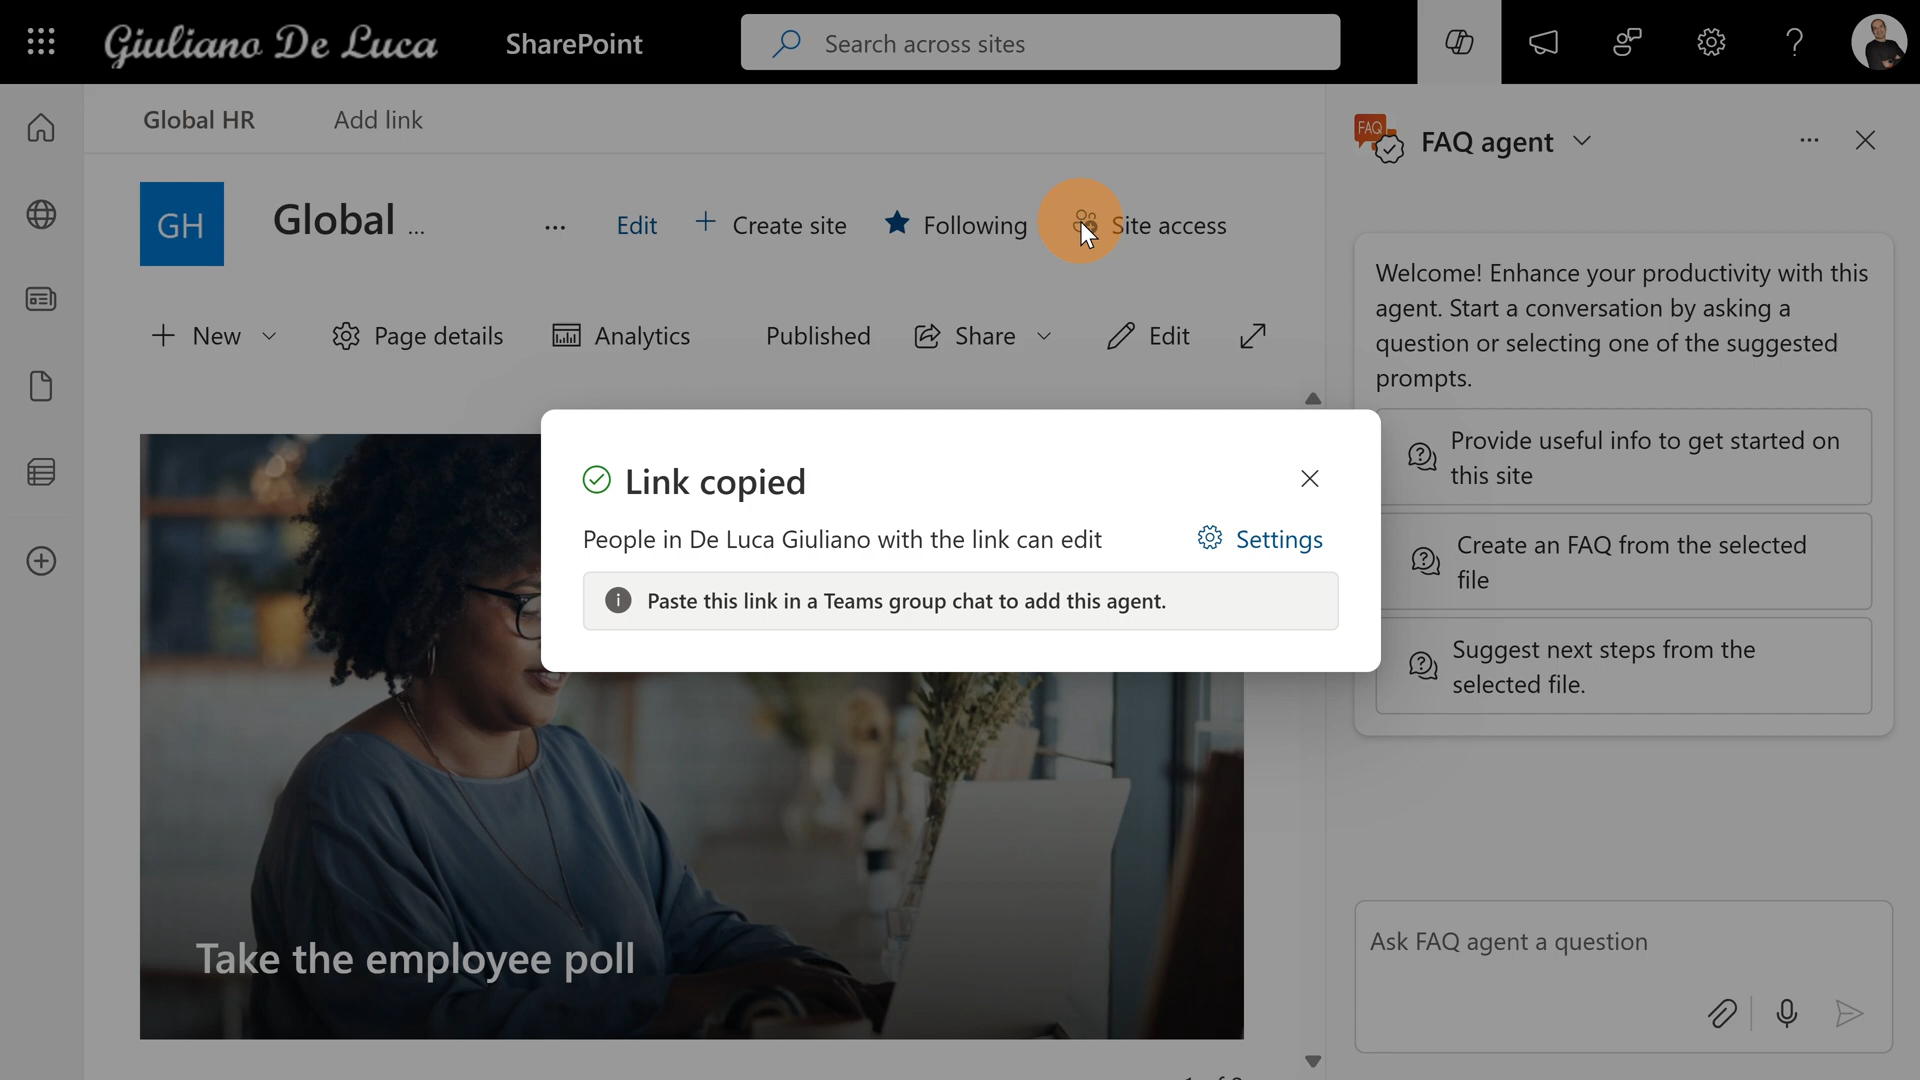 Giuliano De Luca
SharePoint
Search across sites
Global HR
Add link
GH
Global ...
...
Edit
Create site
Following
Site access
New
Page details
Analytics
Published
Share
Edit
Link copied
People in De Luca Giuliano with the link can edit
Settings
Paste this link in a Teams group chat to add this agent.
Take the employee poll
FAQ
FAQ agent
Welcome! Enhance your productivity with this
agent. Start a conversation by asking a
question or selecting one of the suggested
prompts.
Provide useful info to get started on
this site
Create an FAQ from the selected
file
Suggest next steps from the
selected file.
Ask FAQ agent a question